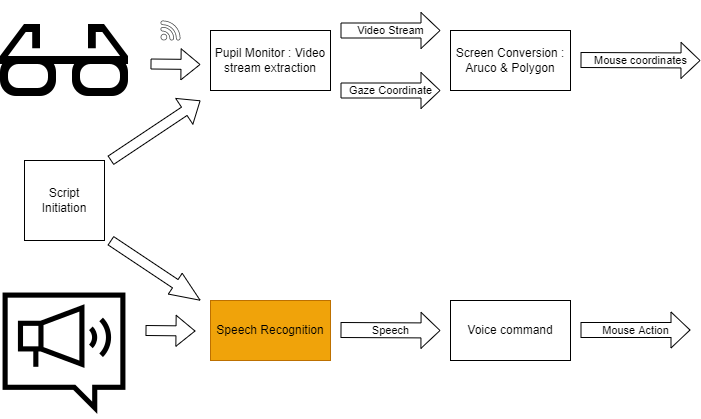 Pupil Monitor : Video
stream extraction
Video Stream
Gaze Coordinate
Screen Conversion :
Aruco & Polygon
Mouse coordinates
Script
Initiation
Speech Recognition
Speech
Voice command
Mouse Action